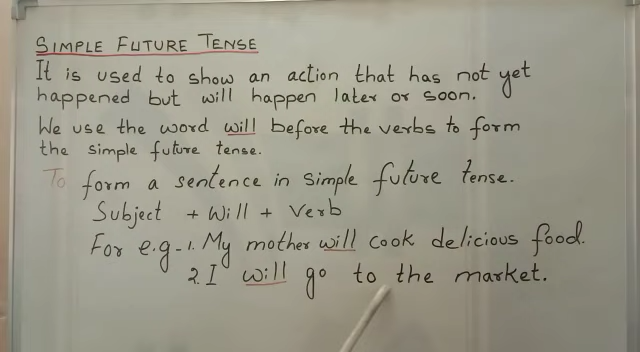 SIMPLE FUTURE TENSE
It is used to show an action that has not yet
happened but will happen later or soon.
We use the word will before the verbs to form
the simple future tense.
To form a sentence in simple future tense.
Subject + Will + Verb
For e.g - 1. My mother will cook delicious food.
2. I will go to the market.